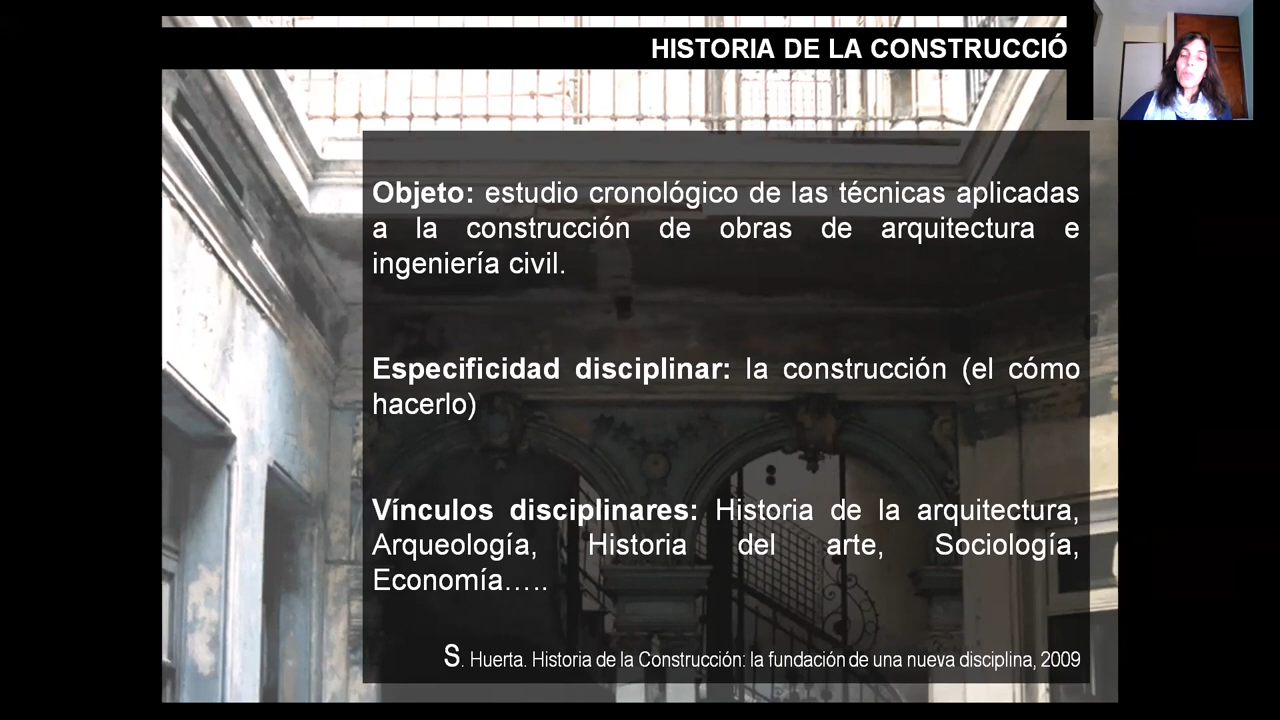 HISTORIA DE LA CONSTRUCCIÓ
Objeto: estudio cronológico de las técnicas aplicadas
a la construcción de obras de arquitectura e
ingeniería civil.
Especificidad disciplinar: la construcción (el cómo
hacerlo)
Vínculos disciplinares: Historia de la arquitectura,
Arqueología, Historia del arte, Sociología,
Economía…..
S. Huerta. Historia de la Construcción: la fundación de una nueva disciplina, 2009